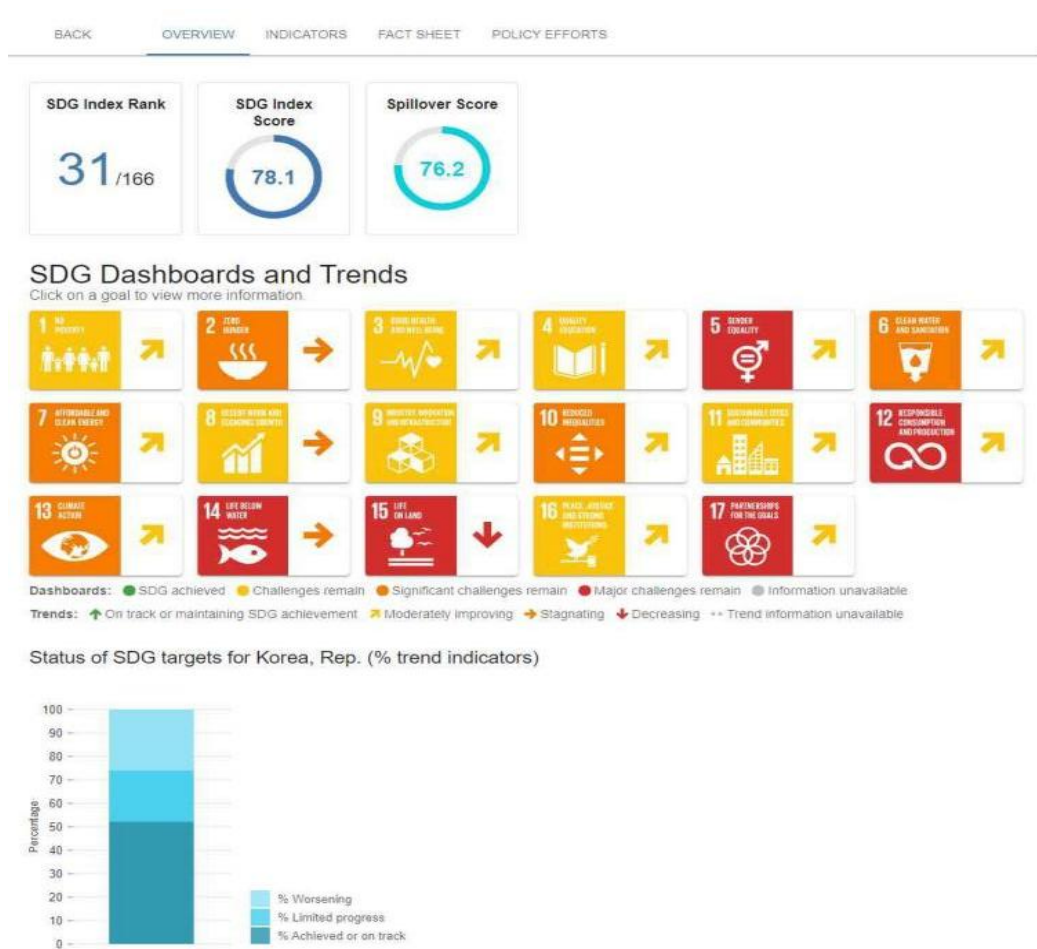 BACK OVERVIEW INDICATORS FACT SHEET POLICY EFFORTS
SDG Index Rank
31/166
SDG Index
Score
78.1
Spillover Score
76.2
SDG Dashboards and Trends
Click on a goal to view more information.
1 NO
POVERTY
2 ZERO
HUNGER
3 GOOD HEALTH
AND WELL-BEING
4 QUALITY
EDUCATION
5 GENDER
EQUALITY
6 CLEAN WATER
AND SANITATION
7 AFFORDABLE AND
CLEAN ENERGY
8 DECENT WORK AND
ECONOMIC GROWTH
9 INDUSTRY, INNOVATION
AND INFRASTRUCTURE
10 REDUCED
INEQUALITIES
11 SUSTAINABLE CITIES
AND COMMUNITIES
12 RESPONSIBLE
CONSUMPTION
AND PRODUCTION
13 CLIMATE
ACTION
14 LIFE BELOW
WATER
15 LIFE
ON LAND
16 PEACE, JUSTICE
AND STRONG
INSTITUTIONS
17 PARTNERSHIPS
FOR THE GOALS
Dashboards: SDG achieved Challenges remain Significant challenges remain Major challenges remain Information unavailable
Trends: On track or maintaining SDG achievement Moderately improving Stagnating Decreasing Trend information unavailable
Status of SDG targets for Korea, Rep. (% trend indicators)
Percentage
100
90
80
70
60
50
40
30
20
10
0
% Worsening
% Limited progress
% Achieved or on track